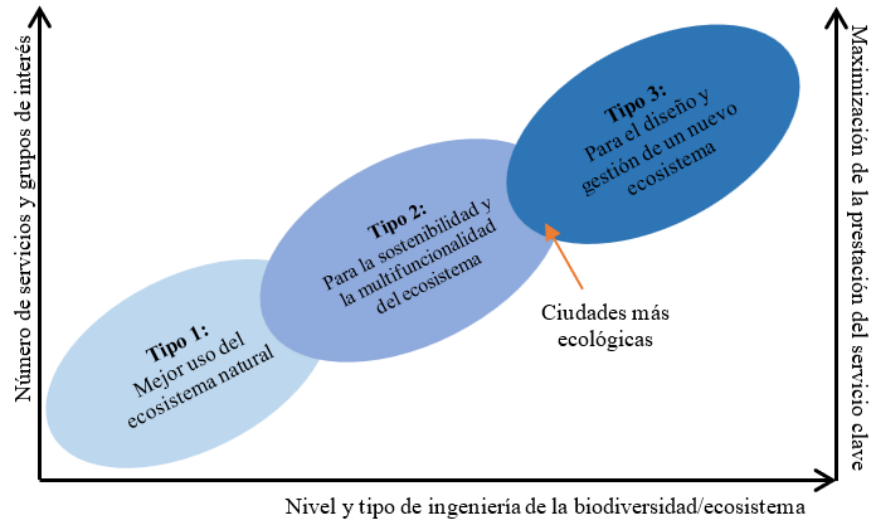 Número de servicios y grupos de interés
Tipo 1:
Mejor uso del
ecosistema natural
Tipo 2:
Para la sostenibilidad y
la multifuncionalidad
del ecosistema
Tipo 3:
Para el diseño y
gestión de un nuevo
ecosistema
Ciudades más
ecológicas
Maximización de la prestación del servicio clave
Nivel y tipo de ingeniería de la biodiversidad/ecosistema